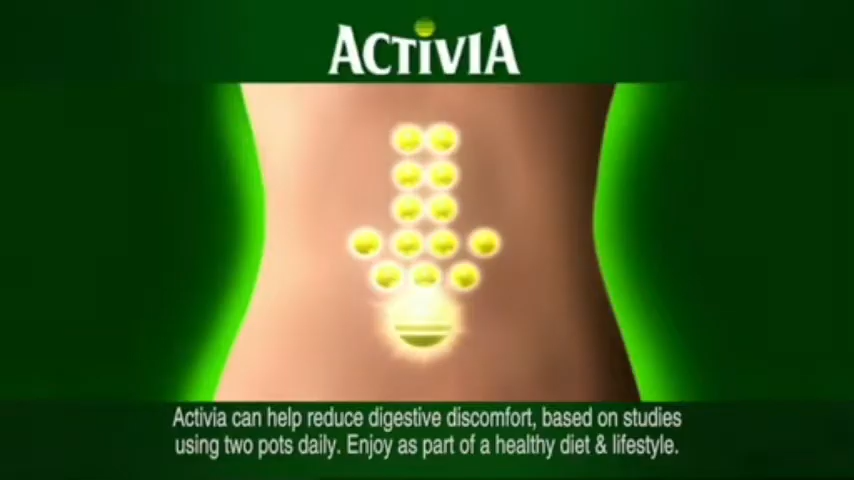 ACTIVIA
Activia can help reduce digestive discomfort, based on studies
using two pots daily. Enjoy as part of a healthy diet & lifestyle.